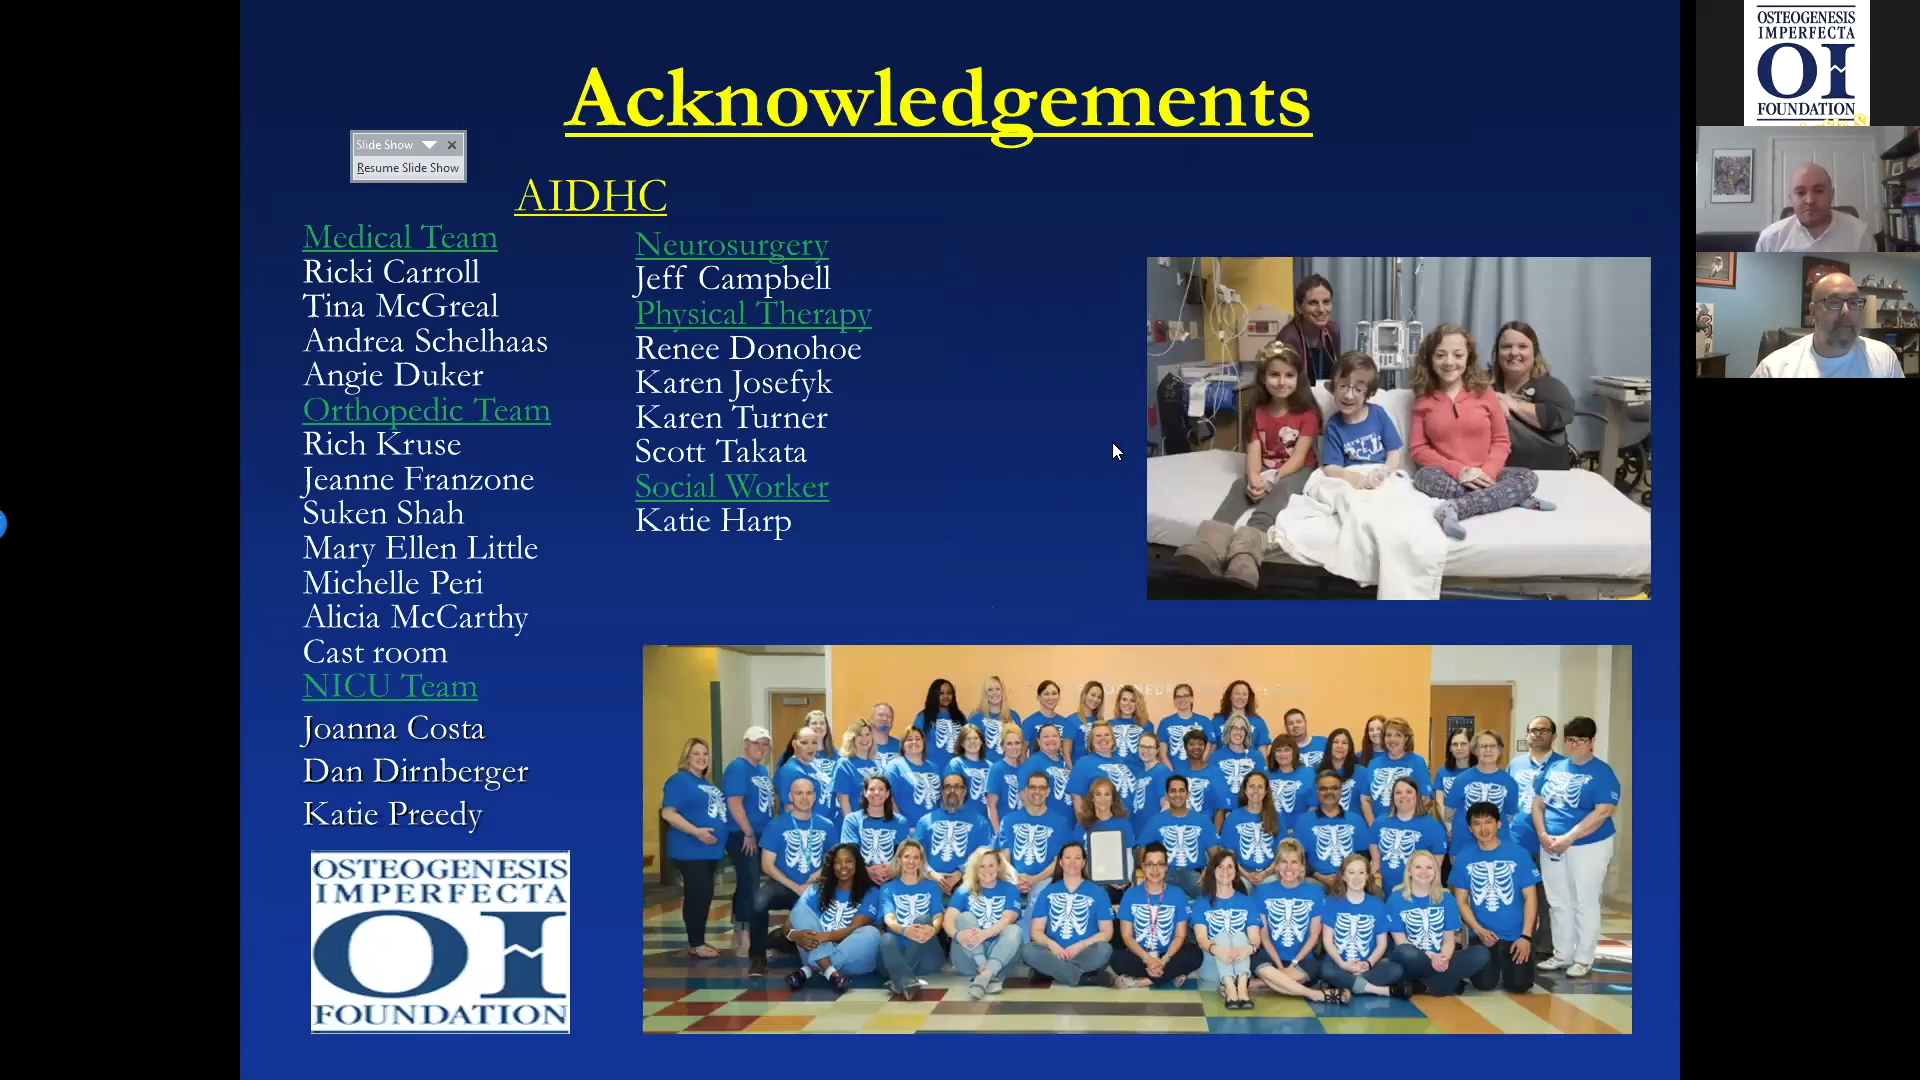 Acknowledgements
Slide Show
Resume Slide Show
AIDHC
Medical Team
Ricki Carroll
Tina McGreal
Andrea Schelhaas
Angie Duker
Orthopedic Team
Rich Kruse
Jeanne Franzone
Suken Shah
Mary Ellen Little
Michelle Peri
Alicia McCarthy
Cast room
NICU Team
Joanna Costa
Dan Dirnberger
Katie Preedy
Neurosurgery
Jeff Campbell
Physical Therapy
Renee Donohoe
Karen Josefyk
Karen Turner
Scott Takata
Social Worker
Katie Harp
OSTEOGENESIS
IMPERFECTA
OI
FOUNDATION
OSTEOGENESIS
IMPERFECTA
OI
FOUNDATION